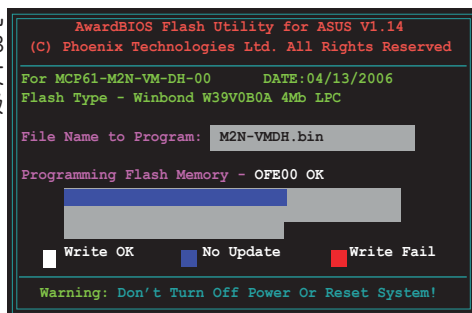 AwardBIOS Flash Utility for ASUS V1.14
(C) Phoenix Technologies Ltd. All Rights Reserved
For MCP61-M2N-VM-DH-00 DATE:04/13/2006
Flash Type - Winbond W39V0B0A 4Mb LPC
File Name to Program: M2N-VMDH.bin
Programming Flash Memory - OFE00 OK
Write OK No Update Write Fail
Warning: Don't Turn Off Power Or Reset System!